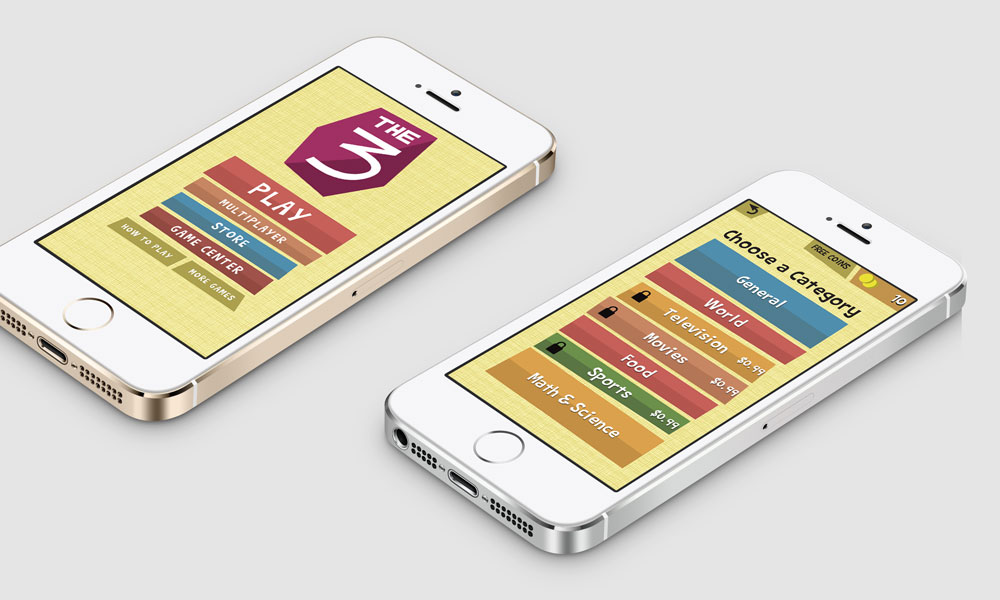 THE
3
PLAY
MULTIPLAYER
STORE
GAME CENTER
HOW TO PLAY
MORE GAMES
FREE COINS
10
Choose a Category
General
World
Television
$0.99
Movies
$0.99
Food
Sports
$0.99
Math & Science